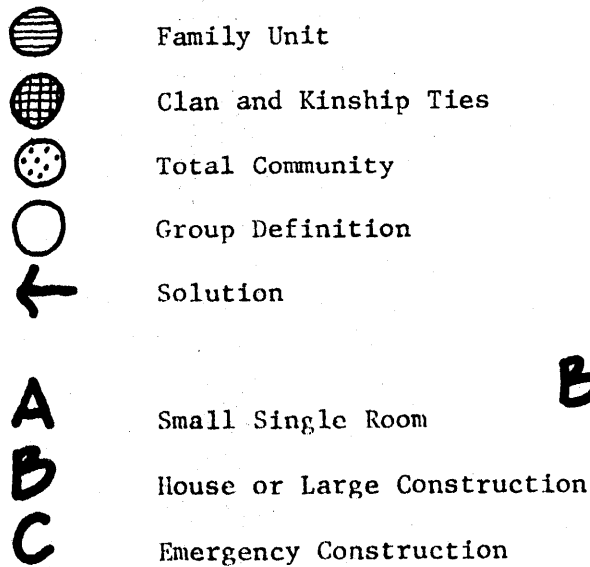 Family Unit
Clan and Kinship Ties
Total Community
Group Definition
Solution
B
A Small Single Room
B House or Large Construction
C Emergency Construction